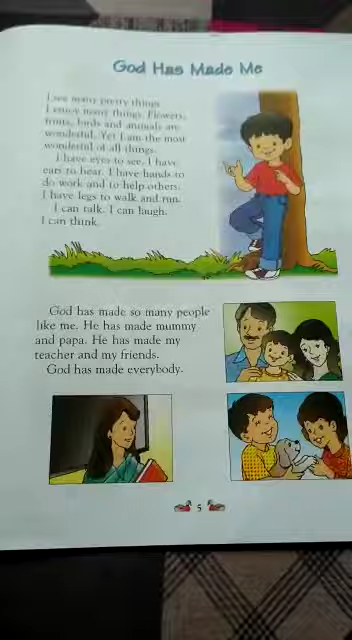 God Has Made Me
I see many pretty things.
I enjoy many things. Flowers,
fruits, birds and animals are
wonderful. Yet I am the most
wonderful of all things.
I have eyes to see. I have
ears to hear. I have hands to
do work and to help others.
I have legs to walk and run.
I can talk. I can laugh.
I can think.
God has made so many people
like me. He has made mummy
and papa. He has made my
teacher and my friends.
God has made everybody.
5